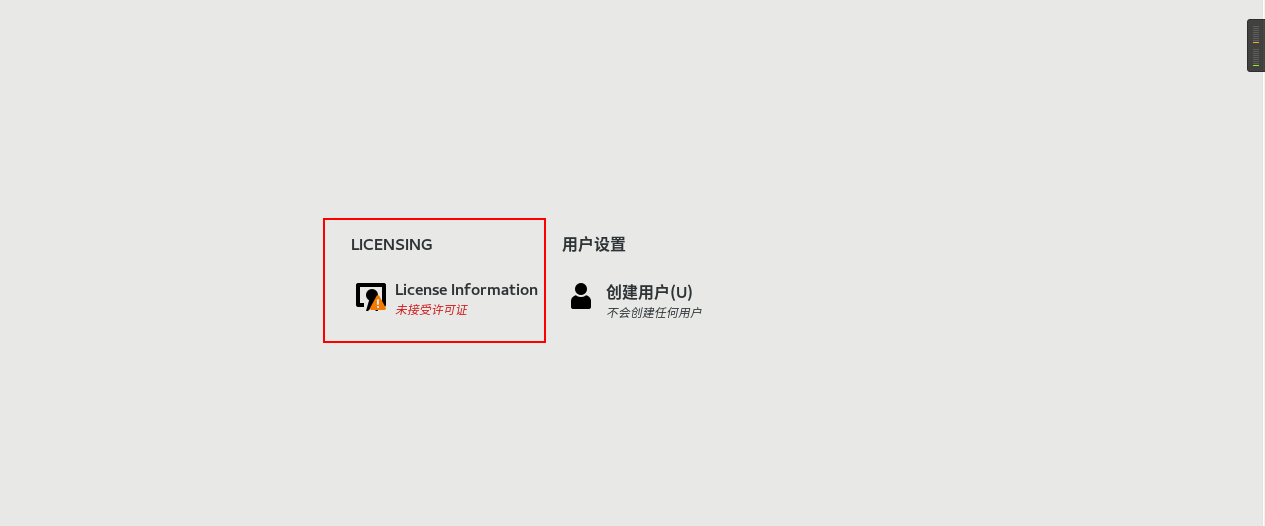 LICENSING
License Information
未接受许可证
用户设置
创建用户(U)
不会创建任何用户